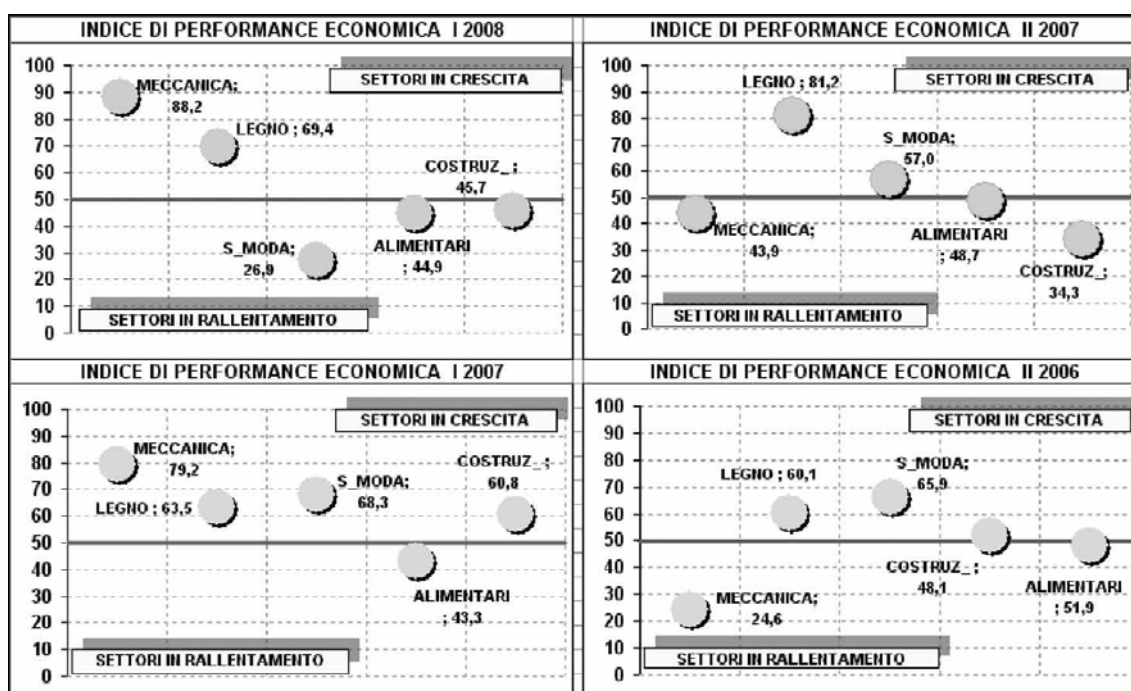 INDICE DI PERFORMANCE ECONOMICA I 2008
100
90
80
70
60
50
40
30
20
10
0
SETTORI IN CRESCITA
MECCANICA;
88,2
LEGNO ; 69,4
COSTRUZ_ ;
45,7
S_MODA;
26,9
ALIMENTARI
; 44,9
SETTORI IN RALLENTAMENTO
INDICE DI PERFORMANCE ECONOMICA II 2007
100
90
80
70
60
50
40
30
20
10
0
SETTORI IN CRESCITA
LEGNO ; 81,2
S_MODA;
57,0
MECCANICA;
43,9
ALIMENTARI
; 48,7
COSTRUZ_;
34,3
SETTORI IN RALLENTAMENTO
INDICE DI PERFORMANCE ECONOMICA I 2007
100
90
80
70
60
50
40
30
20
10
0
SETTORI IN CRESCITA
MECCANICA;
79,2
COSTRUZ_ ;
60,8
LEGNO ; 63,5
S_MODA;
68,3
ALIMENTARI
; 43,3
SETTORI IN RALLENTAMENTO
INDICE DI PERFORMANCE ECONOMICA II 2006
100
90
80
70
60
50
40
30
20
10
0
SETTORI IN CRESCITA
LEGNO ; 60,1
S_MODA;
65,9
COSTRUZ_ ;
48,1
ALIMENTARI
; 51,9
MECCANICA;
24,6
SETTORI IN RALLENTAMENTO